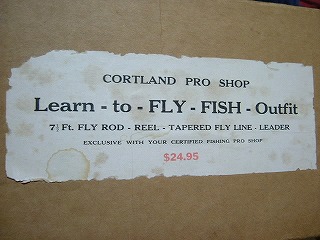 CORTLAND PRO SHOP
Learn - to - FLY - FISH - Outfit
7½ Ft. FLY ROD - REEL - TAPERED FLY LINE - LEADER
EXCLUSIVE WITH YOUR CERTIFIED FISHING PRO SHOP
$24.95